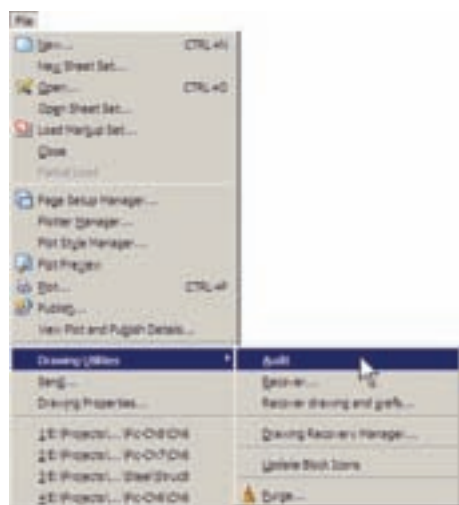 File
New... CTRL+N
New Sheet Set...
Open... CTRL+O
Open Sheet Set...
Load Markup Set...
Close
Partial Load
Page Setup Manager...
Plotter Manager...
Plot Style Manager...
Plot Preview
Plot... CTRL+P
Publish...
View Plot and Publish Details...
Drawing Utilities
Audit
Send...
Recover...
Drawing Properties...
Recover drawing and xrefs...
Drawing Recovery Manager...
Update Block Icons
Purge...